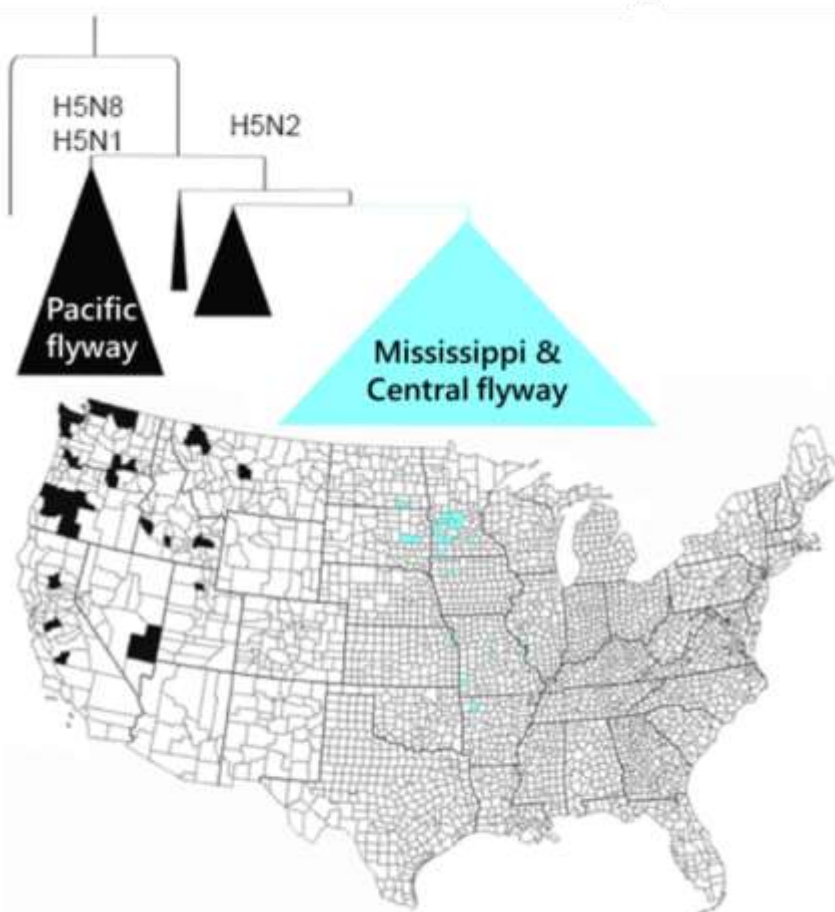 H5N8
H5N1
H5N2
Pacific
flyway
Mississippi &
Central flyway